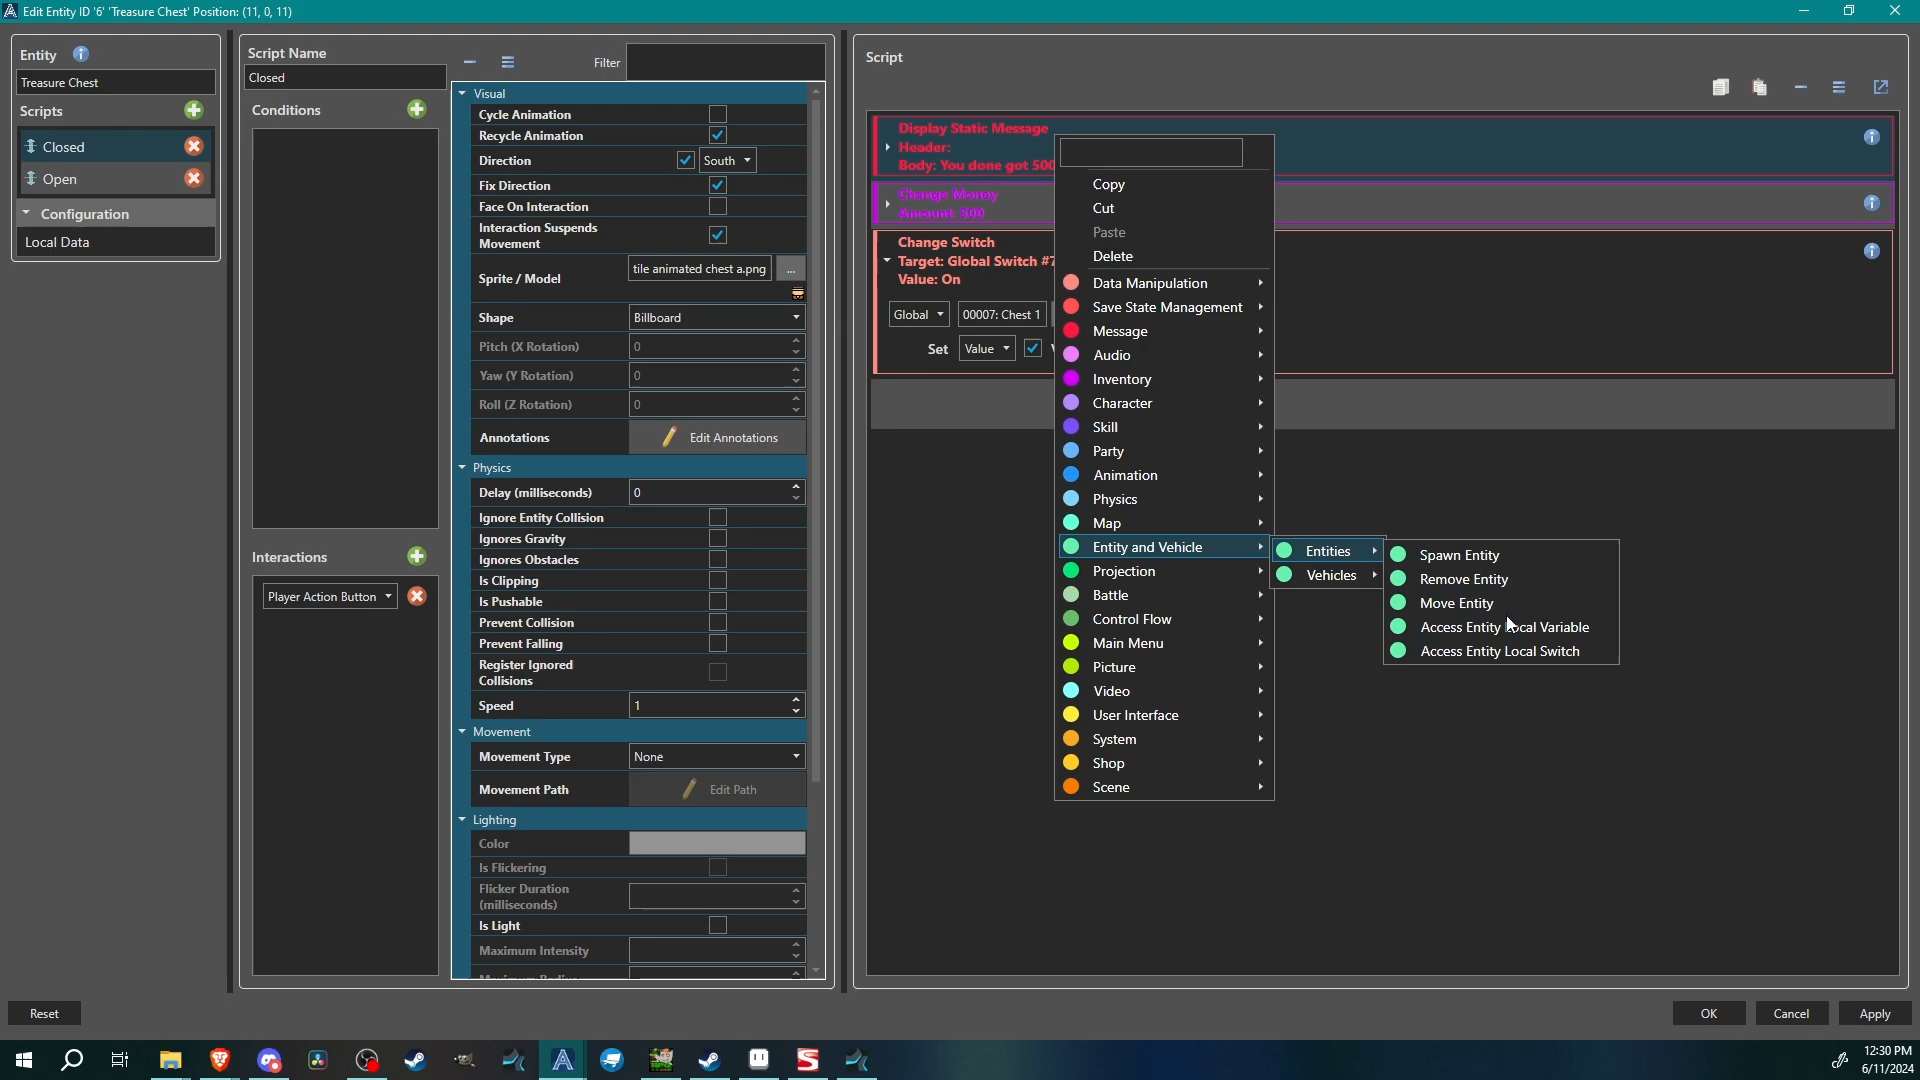 Edit Entity ID '6' 'Treasure Chest' Position: (11, 0, 11)
Entity
Treasure Chest
Scripts
Closed
Open
Configuration
Local Data
Script Name
Closed
Conditions
Interactions
Player Action Button
Filter
Visual
Cycle Animation
Recycle Animation
Direction
South
Fix Direction
Face On Interaction
Interaction Suspends
Movement
Sprite / Model
tile animated chest a.png
...
Shape
Billboard
Pitch (X Rotation)
0
Yaw (Y Rotation)
0
Roll (Z Rotation)
0
Annotations
Edit Annotations
Physics
Delay (milliseconds)
0
Ignore Entity Collision
Ignores Gravity
Ignores Obstacles
Is Clipping
Is Pushable
Prevent Collision
Prevent Falling
Register Ignored
Collisions
Speed
1
Movement
Movement Type
None
Movement Path
Edit Path
Lighting
Color
Is Flickering
Flicker Duration
(milliseconds)
Is Light
Maximum Intensity
Script
Display Static Message
Header:
Body: You done got 500
Change Money
Amount: 500
Change Switch
Target: Global Switch #7
Value: On
Global
00007: Chest 1
Set
Value
Copy
Cut
Paste
Delete
Data Manipulation
Save State Management
Message
Audio
Inventory
Character
Skill
Party
Animation
Physics
Map
Entity and Vehicle
Projection
Battle
Control Flow
Main Menu
Picture
Video
User Interface
System
Shop
Scene
Entities
Vehicles
Spawn Entity
Remove Entity
Move Entity
Access Entity Local Variable
Access Entity Local Switch
Reset
OK
Cancel
Apply
12:30 PM
6/11/2024